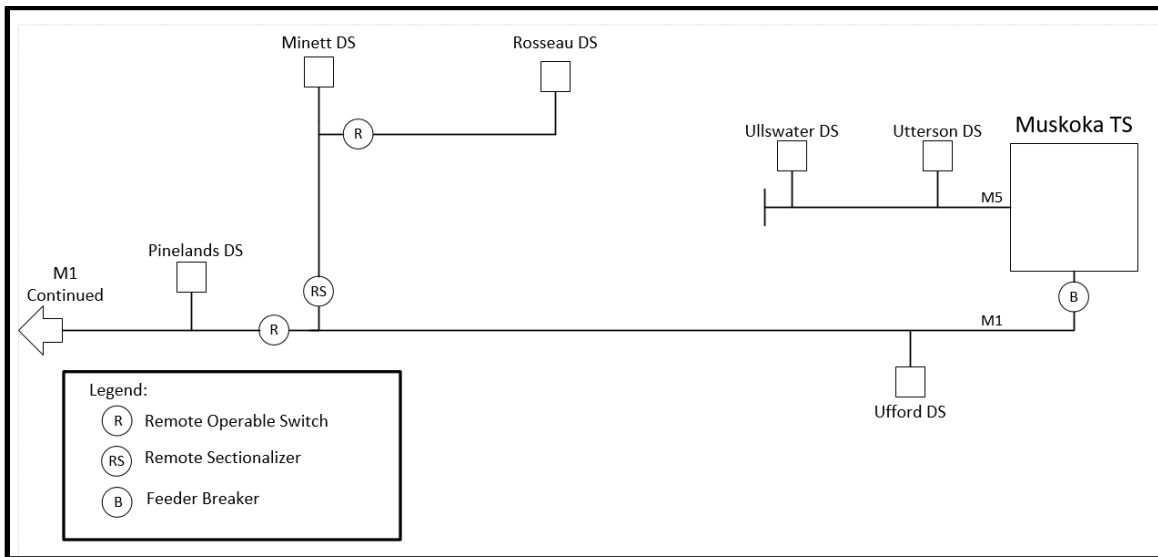 Minett DS
Rosseau DS
R
Ullswater DS
Utterson DS
Muskoka TS
M5
Pinelands DS
M1
Continued
RS
B
R
M1
Ufford DS
Legend:
R Remote Operable Switch
RS Remote Sectionalizer
B Feeder Breaker